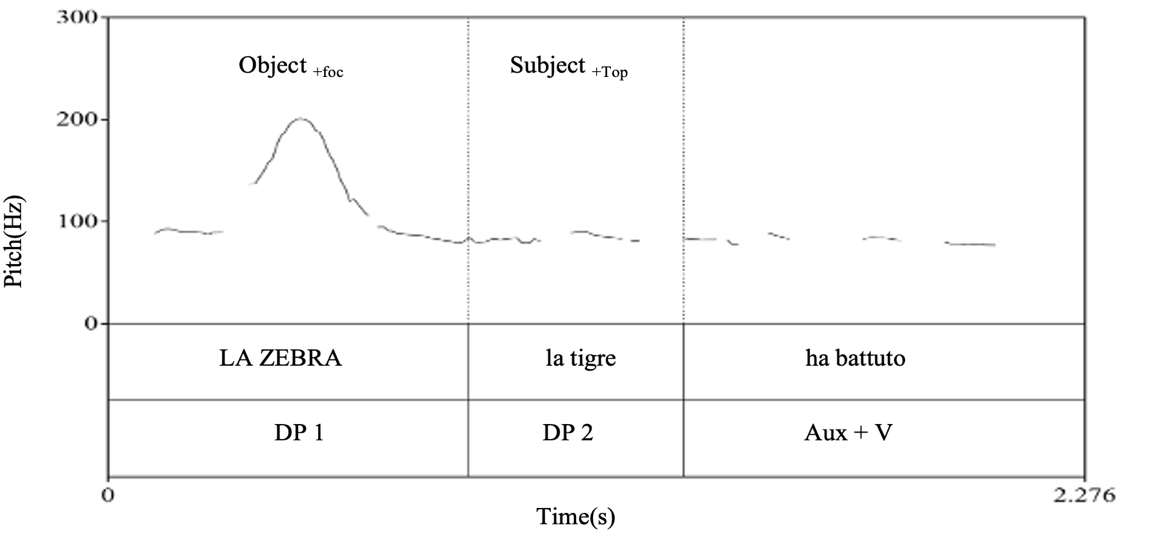 300
Object +foc Subject +Top
200
100
Pitch(Hz)
0
LA ZEBRA la tigre ha battuto
DP 1 DP 2 Aux + V
0 2.276
Time(s)